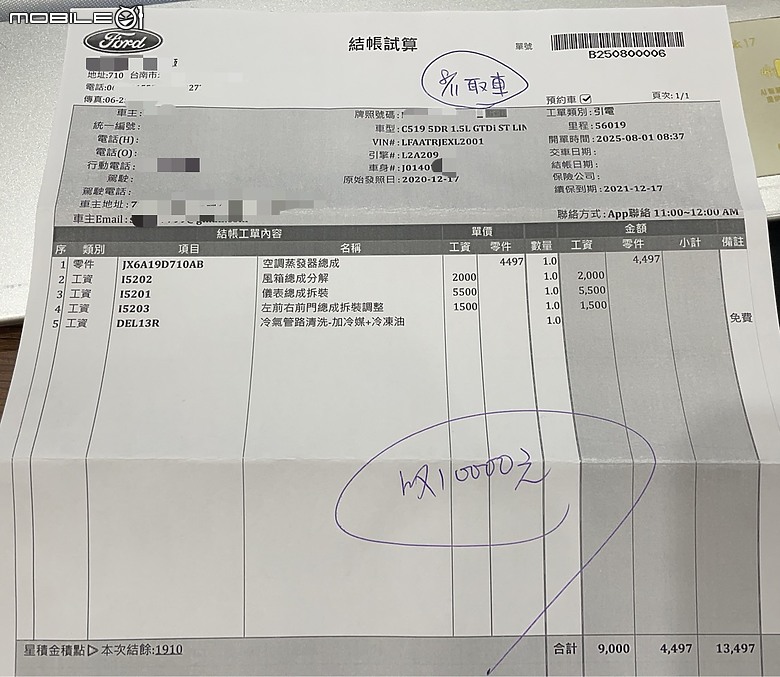 MOBILE01
Ford
結帳試算
單號
B250800006
8/11 取車
地址:710 台南市
電話:0
27
傳真:06-2
預約車
頁次:1/1
車主:
牌照號碼:
工單類別:引電
統一編號:
車型:C519 5DR 1.5L GTDi ST LIN
里程:56019
電話(H):
VIN#:LFAATRJEXL2001
開單時間:2025-08-01 08:37
電話(O):
引擎#:L2A209
交車日期:
行動電話:
車身#:J0140
結帳日期:
駕駛:
原始發照日:2020-12-17
保險公司:
駕駛電話:
續保到期:2021-12-17
車主地址:7
車主Email:
聯絡方式:App聯絡 11:00~12:00 AM
結帳工單內容 單價 金額
序 類別 項目 名稱 工資 零件 數量 工資 零件 小計 備註
1 零件 JX6A19D710AB 空調蒸發器總成 4497 1.0 4,497
2 工資 I5202 風箱總成分解 2000 1.0 2,000
3 工資 I5201 儀表總成拆裝 5500 1.0 5,500
4 工資 I5203 左前右前門總成拆裝調整 1500 1.0 1,500
5 工資 DEL13R 冷氣管路清洗-加冷媒+冷凍油 1.0 免費
收10000元
星積金積點▷本次結餘:1910
合計 9,000 4,497 13,497